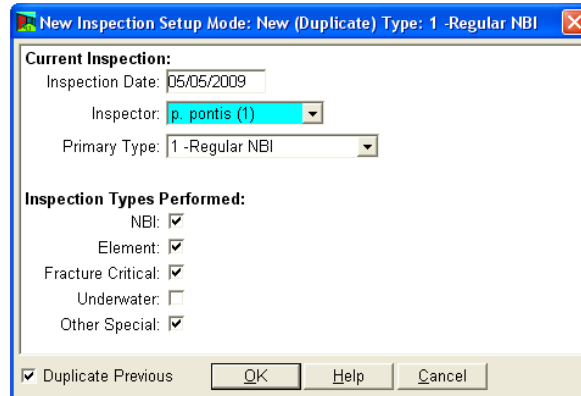 New Inspection Setup Mode: New (Duplicate) Type: 1 -Regular NBI
Current Inspection:
Inspection Date: 05/05/2009
Inspector: p. pontis (1)
Primary Type: 1 -Regular NBI
Inspection Types Performed:
NBI:
Element:
Fracture Critical:
Underwater:
Other Special:
Duplicate Previous OK Help Cancel